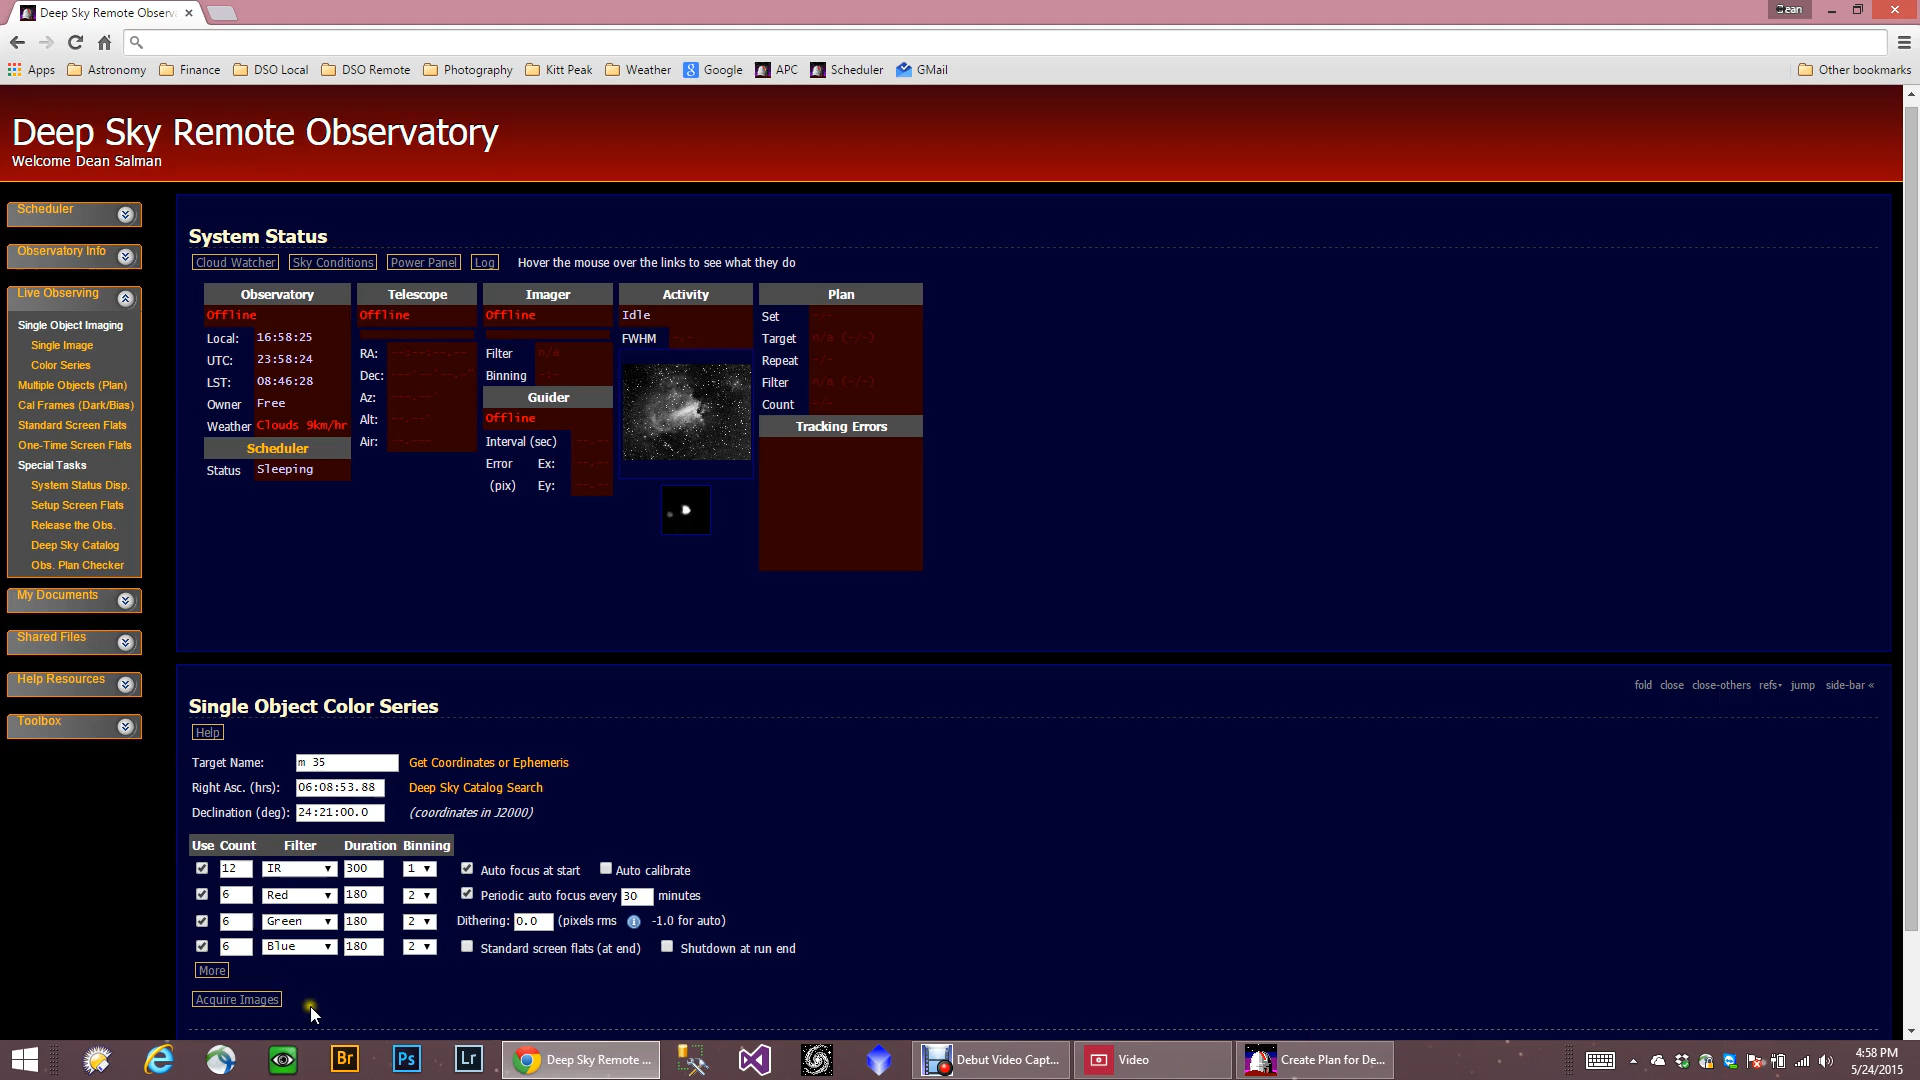 Deep Sky Remote Observ
Dean
Apps Astronomy Finance DSO Local DSO Remote Photography Kitt Peak Weather Google APC Scheduler GMail Other bookmarks
Deep Sky Remote Observatory
Welcome Dean Salman
Scheduler
Observatory Info
Live Observing
Single Object Imaging
Single Image
Color Series
Multiple Objects (Plan)
Cal Frames (Dark/Bias)
Standard Screen Flats
One-Time Screen Flats
Special Tasks
System Status Disp.
Setup Screen Flats
Release the Obs.
Deep Sky Catalog
Obs. Plan Checker
My Documents
Shared Files
Help Resources
Toolbox
System Status
Cloud Watcher Sky Conditions Power Panel Log Hover the mouse over the links to see what they do
Observatory
Offline
Local: 16:58:25
UTC: 23:58:24
LST: 08:46:28
Owner Free
Weather Clouds 9km/hr
Scheduler
Status Sleeping
Telescope
Offline
RA: --:--:--.--
Dec:
Az:
Alt:
Air:
Imager
Offline
Filter n/a
Binning
Guider
Offline
Interval (sec) --.--
Error Ex: --.--
(pix) Ey: --.--
Activity
Idle
FWHM
Plan
Set -/-
Target n/a (-/-)
Repeat -/-
Filter n/a (-/-)
Count -/-
Tracking Errors
fold close close-others refs jump side-bar «
Single Object Color Series
Help
Target Name: m 35 Get Coordinates or Ephemeris
Right Asc. (hrs): 06:08:53.88 Deep Sky Catalog Search
Declination (deg): 24:21:00.0 (coordinates in J2000)
Use Count Filter Duration Binning
12 IR 300 1 Auto focus at start Auto calibrate
6 Red 180 2 Periodic auto focus every 30 minutes
6 Green 180 2 Dithering: 0.0 (pixels rms i -1.0 for auto)
6 Blue 180 2 Standard screen flats (at end) Shutdown at run end
More
Acquire Images
Br Ps Lr Deep Sky Remote ... Debut Video Capt... Video Create Plan for De...
4:58 PM
5/24/2015